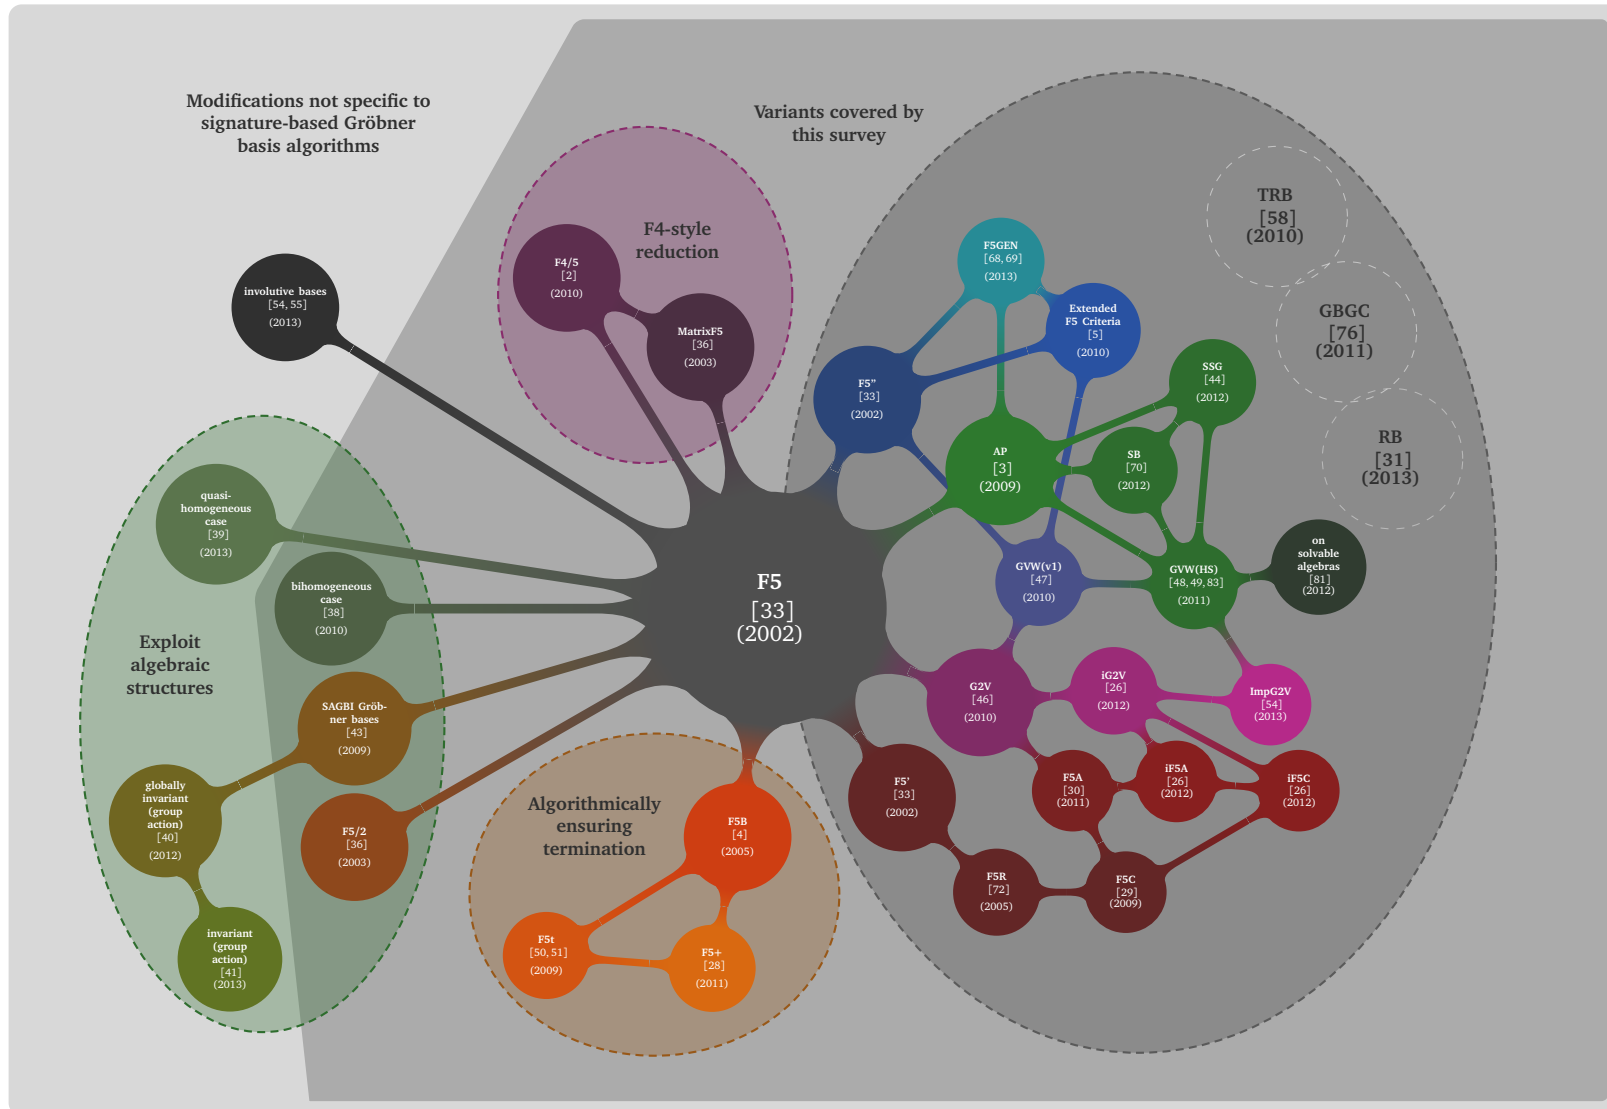 Modifications not specific to
signature-based Gröbner
basis algorithms
Variants covered by
this survey
F4-style
reduction
F4/5
[2]
(2010)
MatrixF5
[36]
(2003)
involutive bases
[54, 55]
(2013)
quasi-
homogeneous
case
[39]
(2013)
bihomogeneous
case
[38]
(2010)
Exploit
algebraic
structures
SAGBI Gröb-
ner bases
[43]
(2009)
globally
invariant
(group
action)
[40]
(2012)
F5/2
[36]
(2003)
invariant
(group
action)
[41]
(2013)
F5
[33]
(2002)
Algorithmically
ensuring
termination
F5B
[4]
(2005)
F5t
[50, 51]
(2009)
F5+
[28]
(2011)
TRB
[58]
(2010)
GBGC
[76]
(2011)
RB
[31]
(2013)
F5GEN
[68, 69]
(2013)
Extended
F5 Criteria
[5]
(2010)
F5”
[33]
(2002)
SSG
[44]
(2012)
AP
[3]
(2009)
SB
[70]
(2012)
GVW(v1)
[47]
(2010)
GVW(HS)
[48, 49, 83]
(2011)
on
solvable
algebras
[81]
(2012)
G2V
[46]
(2010)
iG2V
[26]
(2012)
ImpG2V
[54]
(2013)
F5’
[33]
(2002)
F5A
[30]
(2011)
iF5A
[26]
(2012)
iF5C
[26]
(2012)
F5R
[72]
(2005)
F5C
[29]
(2009)